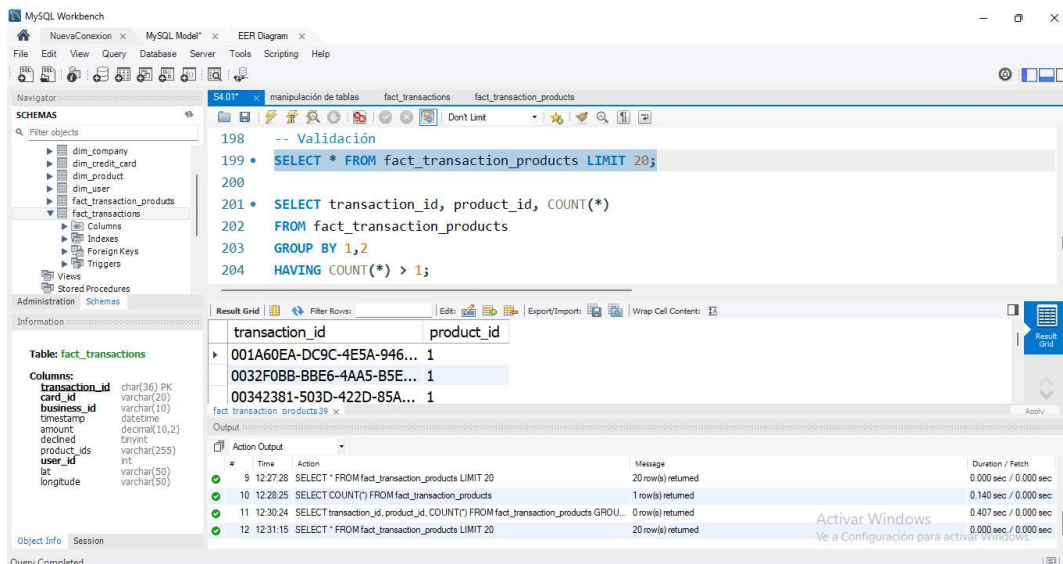 MySQL Workbench
NuevaConexion × MySQL Model* × EER Diagram ×
File Edit View Query Database Server Tools Scripting Help
Navigator
SCHEMAS
Filter objects
dim_company
dim_credit_card
dim_product
dim_user
fact_transaction_products
fact_transactions
Columns
Indexes
Foreign Keys
Triggers
Views
Stored Procedures
Administration Schemas
Information
Table: fact_transactions
Columns:
transaction_id char(36) PK
card_id varchar(20)
business_id varchar(10)
timestamp datetime
amount decimal(10,2)
declined tinyint
product_ids varchar(255)
user_id int
lat varchar(50)
longitude varchar(50)
Object Info Session
Query Completed
S4.01* × manipulación de tablas fact_transactions fact_transaction_products
Dont Limit
198 -- Validación
199 SELECT * FROM fact_transaction_products LIMIT 20;
200
201 SELECT transaction_id, product_id, COUNT(*)
202 FROM fact_transaction_products
203 GROUP BY 1,2
204 HAVING COUNT(*) > 1;
Result Grid Filter Rows: Edit: Export/Import: Wrap Cell Content:
transaction_id product_id
001A60EA-DC9C-4E5A-946... 1
0032F0BB-BBE6-4AA5-B5E... 1
00342381-503D-422D-85A... 1
Result Grid
fact_transaction_products39 × Apply
Output
Action Output
# Time Action Message Duration / Fetch
9 12:27:28 SELECT * FROM fact_transaction_products LIMIT 20 20 row(s) returned 0.000 sec / 0.000 sec
10 12:28:25 SELECT COUNT(*) FROM fact_transaction_products 1 row(s) returned 0.140 sec / 0.000 sec
11 12:30:24 SELECT transaction_id, product_id, COUNT(*) FROM fact_transaction_products GROU... 0 row(s) returned 0.407 sec / 0.000 sec
12 12:31:15 SELECT * FROM fact_transaction_products LIMIT 20 20 row(s) returned 0.000 sec / 0.000 sec
Activar Windows
Ve a Configuración para activar Windows.